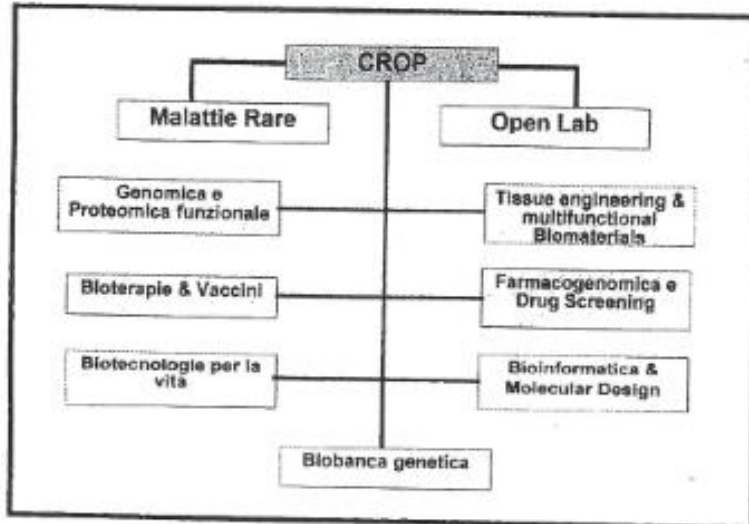 CROP
Malattie Rare
Open Lab
Genomica e
Proteomica funzionale
Tissue engineering &
multifunctional
Biomaterials
Bioterapie & Vaccini
Farmacogenomica e
Drug Screening
Biotecnologie per la
vita
Bioinformatica &
Molecular Design
Biobanca genetica